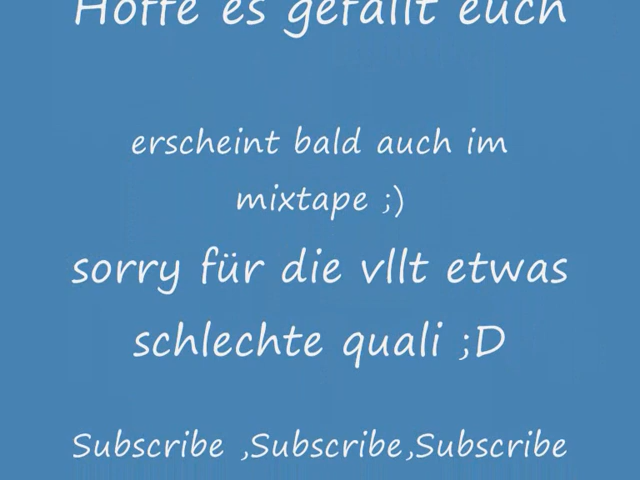 Hoffe es gefällt euch
erscheint bald auch im
mixtape ;)
sorry für die vllt etwas
schlechte quali ;D
Subscribe ,Subscribe,Subscribe